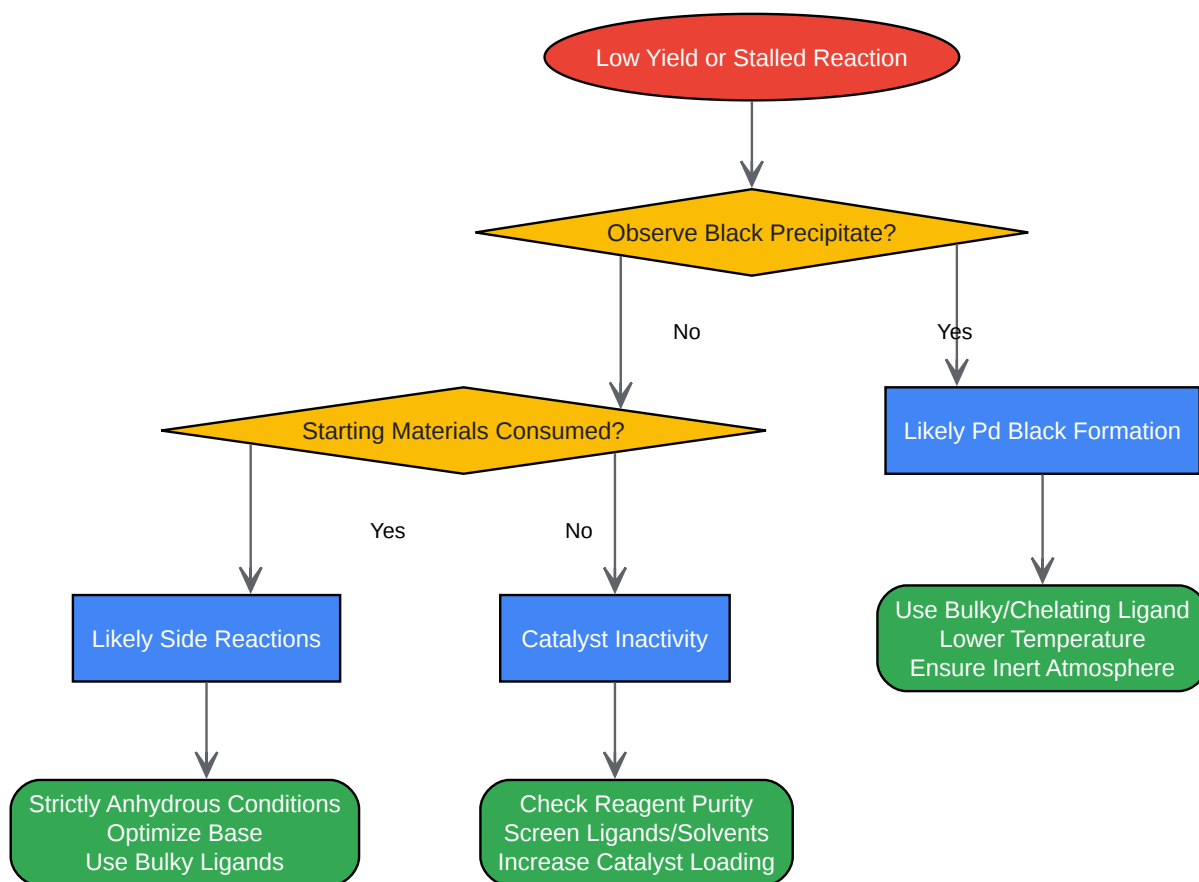 Low Yield or Stalled Reaction
Observe Black Precipitate?
No
Yes
Starting Materials Consumed?
Likely Pd Black Formation
Yes
No
Likely Side Reactions
Catalyst Inactivity
Use Bulky/Chelating Ligand
Lower Temperature
Ensure Inert Atmosphere
Strictly Anhydrous Conditions
Optimize Base
Use Bulky Ligands
Check Reagent Purity
Screen Ligands/Solvents
Increase Catalyst Loading